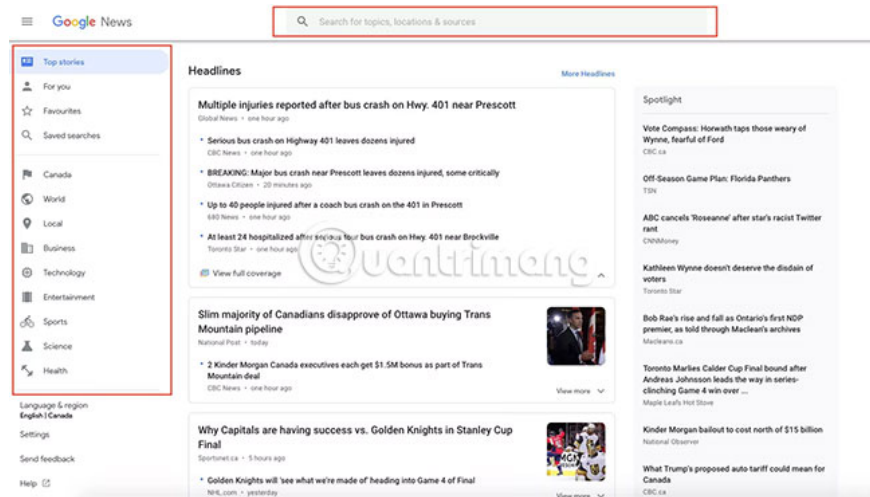 Google News
Search for topics, locations & sources
Top stories
For you
Favourites
Saved searches
Canada
World
Local
Business
Technology
Entertainment
Sports
Science
Health
Language & region
English | Canada
Settings
Send feedback
Help
Headlines
More Headlines
Multiple injuries reported after bus crash on Hwy. 401 near Prescott
Global News • one hour ago
Serious bus crash on Highway 401 leaves dozens injured
CBC News • one hour ago
BREAKING: Major bus crash near Prescott leaves dozens injured, some critically
Ottawa Citizen • 20 minutes ago
Up to 40 people injured after a coach bus crash on the 401 in Prescott
680 News • one hour ago
At least 24 hospitalized after serious tour bus crash on Hwy. 401 near Brockville
Toronto Star • one hour ago
View full coverage
Quantrimang
Slim majority of Canadians disapprove of Ottawa buying Trans
Mountain pipeline
National Post • today
2 Kinder Morgan Canada executives each get $1.5M bonus as part of Trans
Mountain deal
CBC News • one hour ago
View more
Why Capitals are having success vs. Golden Knights in Stanley Cup
Final
Sportsnet.ca • 5 hours ago
Golden Knights will 'see what we're made of' heading into Game 4 of Final
NHL.com • yesterday
View more
Spotlight
Vote Compass: Horwath taps those weary of
Wynne, fearful of Ford
CBC.ca
Off-Season Game Plan: Florida Panthers
TSN
ABC cancels 'Roseanne' after star's racist Twitter
rant
CNNMoney
Kathleen Wynne doesn't deserve the disdain of
voters
Toronto Star
Bob Rae's rise and fall as Ontario's first NDP
premier, as told through Maclean's archives
Macleans.ca
Toronto Marlies Calder Cup Final bound after
Andreas Johnsson leads the way in series-
clinching Game 4 win over ...
Maple Leafs Hot Stove
Kinder Morgan bailout to cost north of $15 billion
National Observer
What Trump's proposed auto tariff could mean for
Canada
CBC.ca